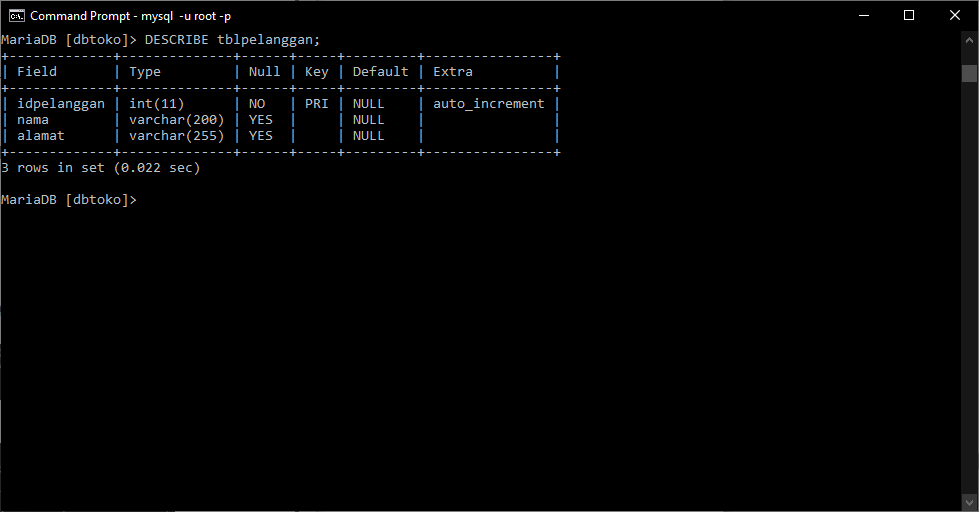 Command Prompt - mysql  -u root -p
MariaDB [dbtoko]> DESCRIBE tblpelanggan;
+-------------+--------------+------+-----+---------+----------------+
| Field       | Type         | Null | Key | Default | Extra          |
+-------------+--------------+------+-----+---------+----------------+
| idpelanggan | int(11)      | NO   | PRI | NULL    | auto_increment |
| nama        | varchar(200) | YES  |     | NULL    |                |
| alamat      | varchar(255) | YES  |     | NULL    |                |
+-------------+--------------+------+-----+---------+----------------+
3 rows in set (0.022 sec)
MariaDB [dbtoko]>